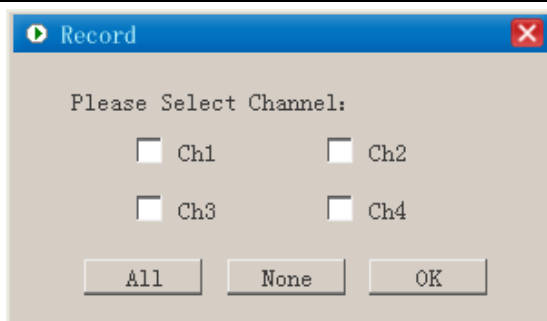 Record
Please Select Channel:
Ch1 Ch2
Ch3 Ch4
All None OK